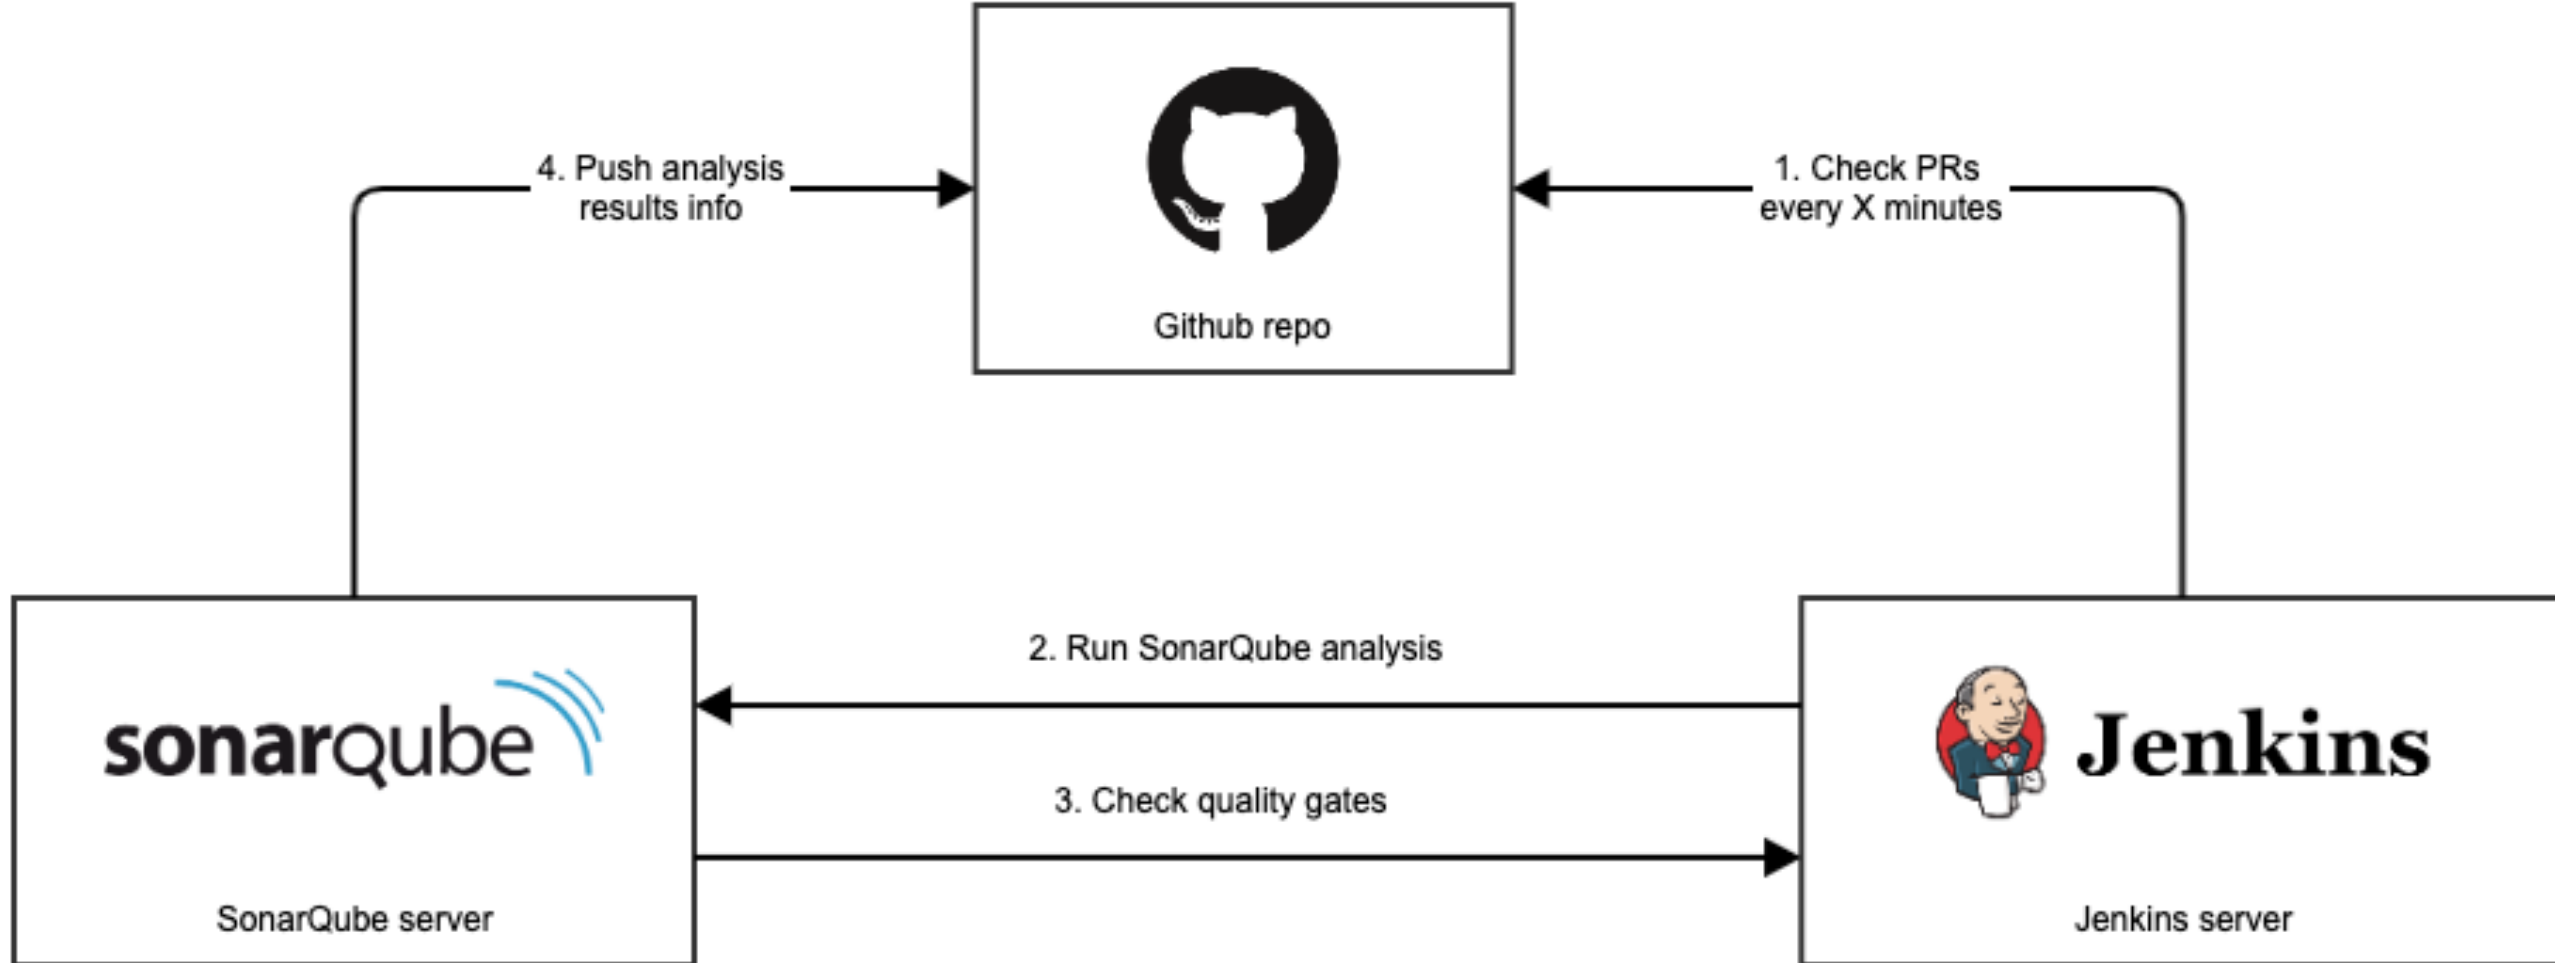 4. Push analysis
results info
1. Check PRs
every X minutes
Github repo
2. Run SonarQube analysis
sonarqube
Jenkins
3. Check quality gates
SonarQube server
Jenkins server